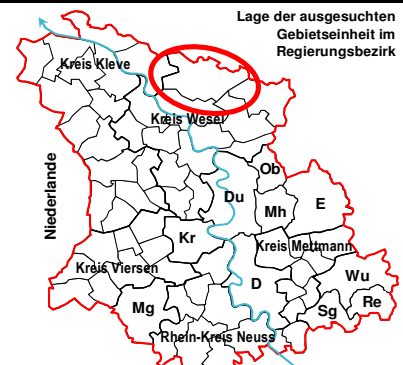 Lage der ausgesuchten
Gebietseinheit im
Regierungsbezirk
Kreis Kleve
Kreis Wesel
Niederlande
Ob
Du
Mh
E
Kr
Kreis Mettmann
Kreis Viersen
Wu
D
Mg
Sg
Re
Rhein-Kreis Neuss